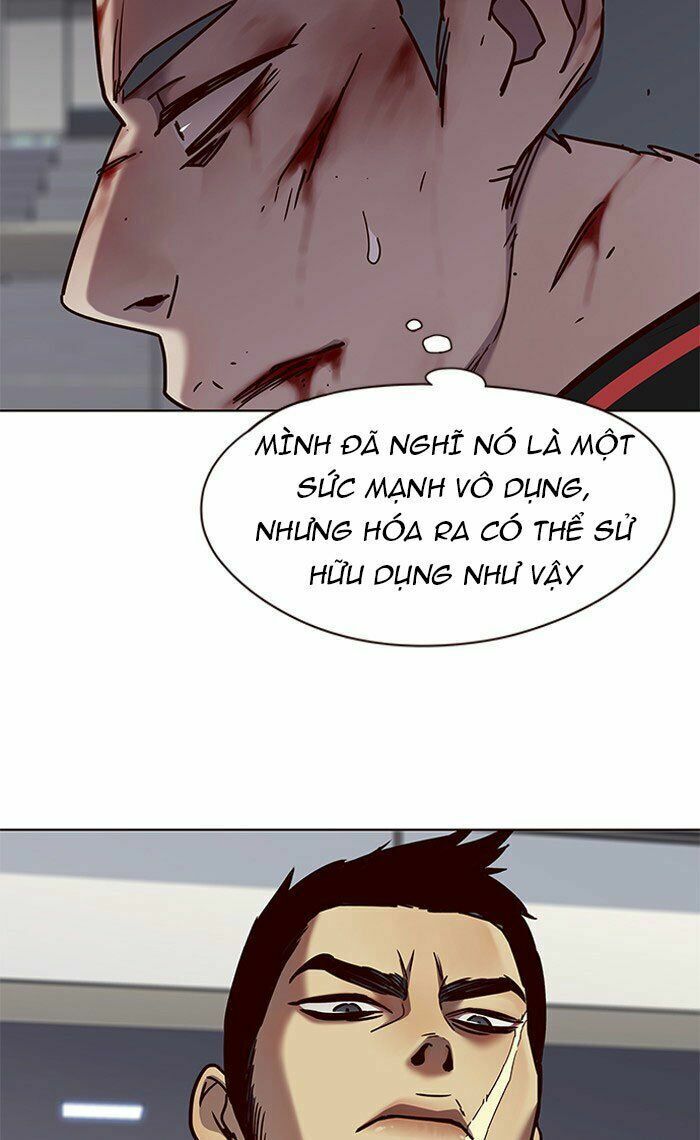 MÌNH ĐÃ NGHĨ NÓ LÀ MỘT
SỨC MẠNH VÔ DỤNG,
NHƯNG HÓA RA CÓ THỂ SỬ
HỮU DỤNG NHƯ VẬY